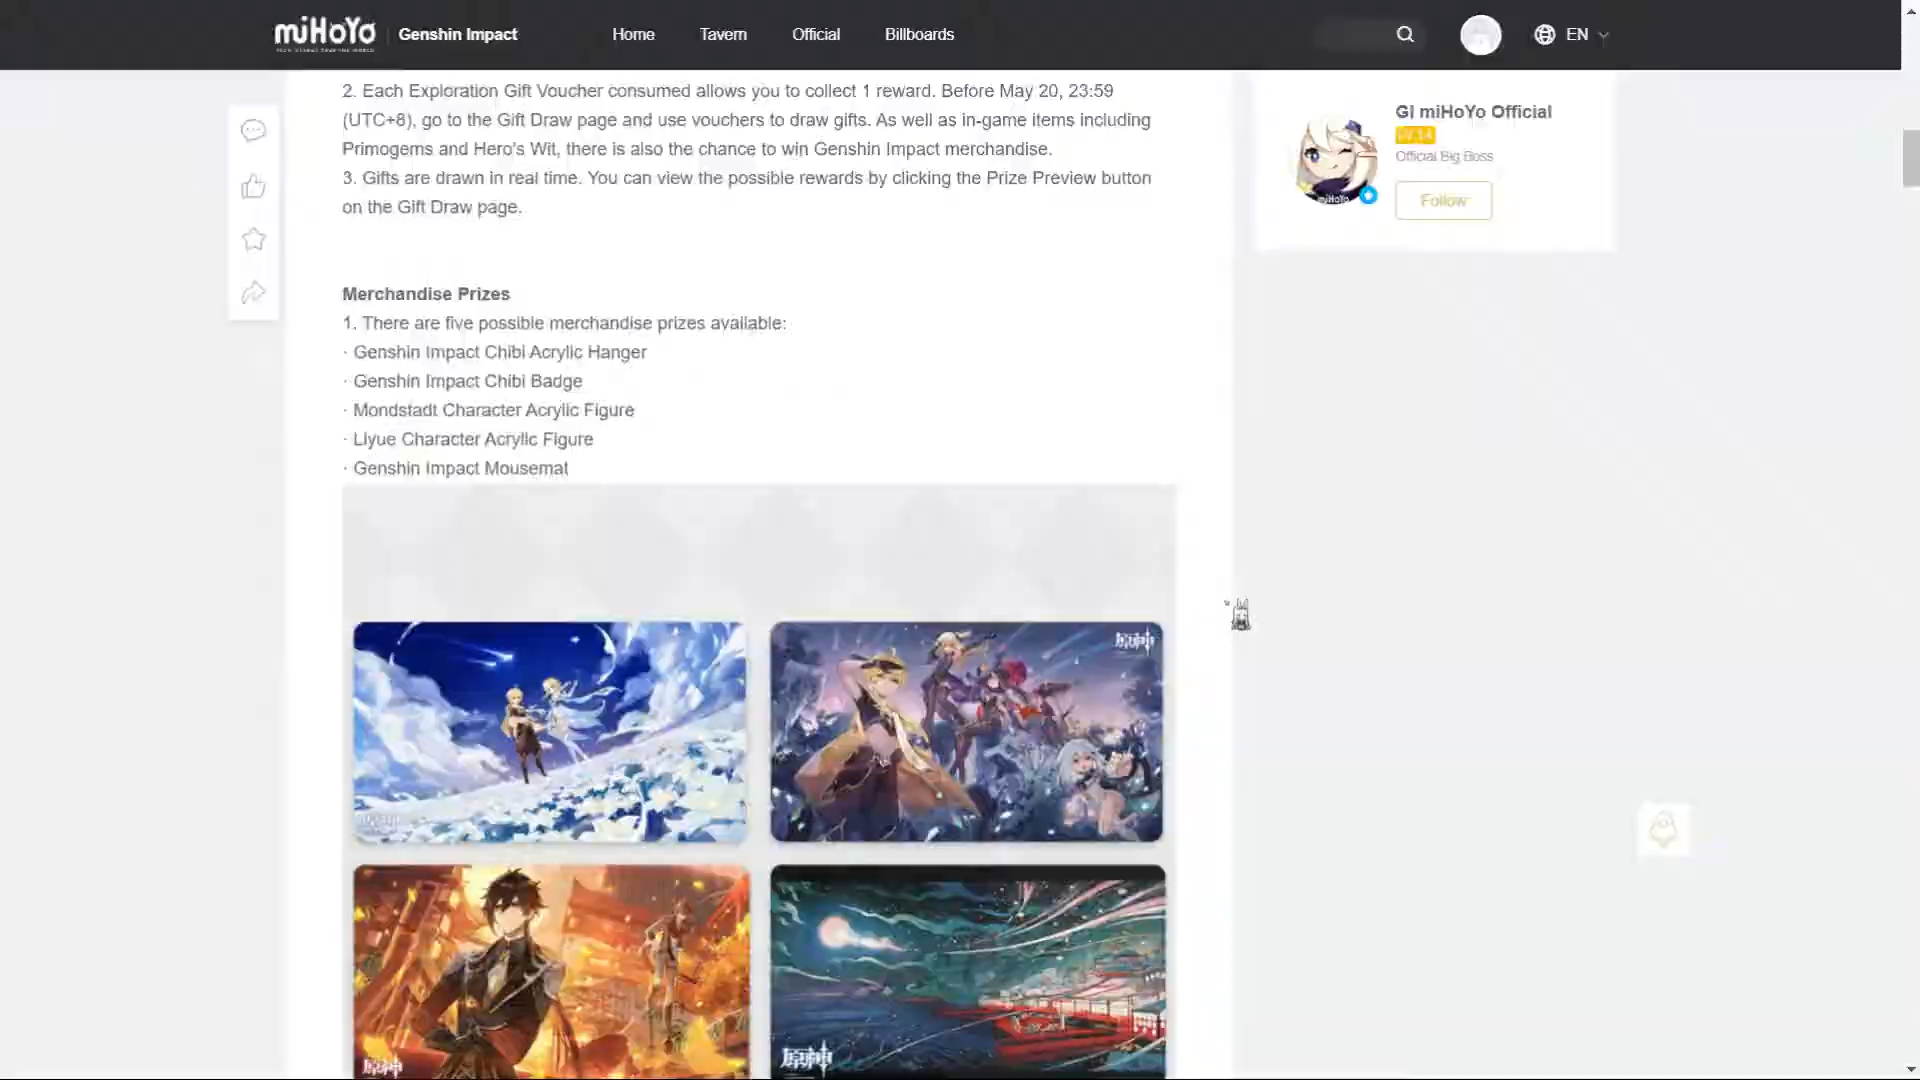 miHoYo
Genshin Impact
Home
Tavern
Official
Billboards
EN
2. Each Exploration Gift Voucher consumed allows you to collect 1 reward. Before May 20, 23:59
(UTC+8), go to the Gift Draw page and use vouchers to draw gifts. As well as in-game items including
Primogems and Hero's Wit, there is also the chance to win Genshin Impact merchandise.
3. Gifts are drawn in real time. You can view the possible rewards by clicking the Prize Preview button
on the Gift Draw page.
Merchandise Prizes
1. There are five possible merchandise prizes available:
· Genshin Impact Chibi Acrylic Hanger
· Genshin Impact Chibi Badge
· Mondstadt Character Acrylic Figure
· Liyue Character Acrylic Figure
· Genshin Impact Mousemat
GI miHoYo Official
Official Big Boss
Follow
miHoYo
原神
原神
原神